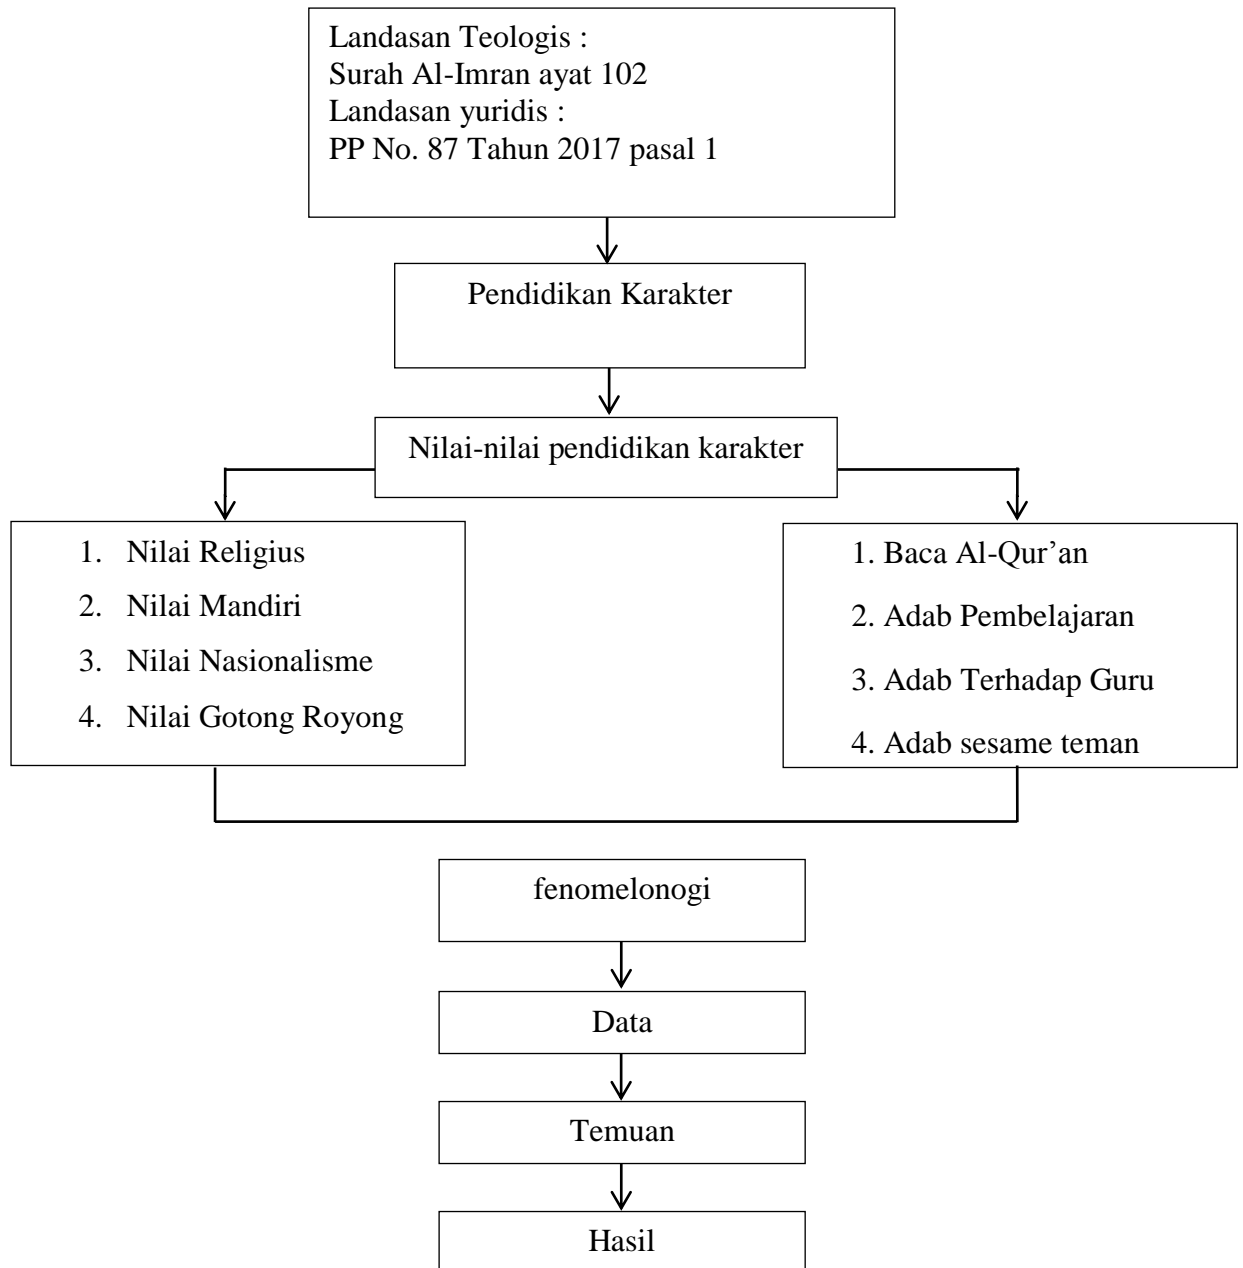 Landasan Teologis :
Surah Al-Imran ayat 102
Landasan yuridis :
PP No. 87 Tahun 2017 pasal 1
Pendidikan Karakter
Nilai-nilai pendidikan karakter
1. Nilai Religius
2. Nilai Mandiri
3. Nilai Nasionalisme
4. Nilai Gotong Royong
1. Baca Al-Qur’an
2. Adab Pembelajaran
3. Adab Terhadap Guru
4. Adab sesame teman
fenomelonogi
Data
Temuan
Hasil